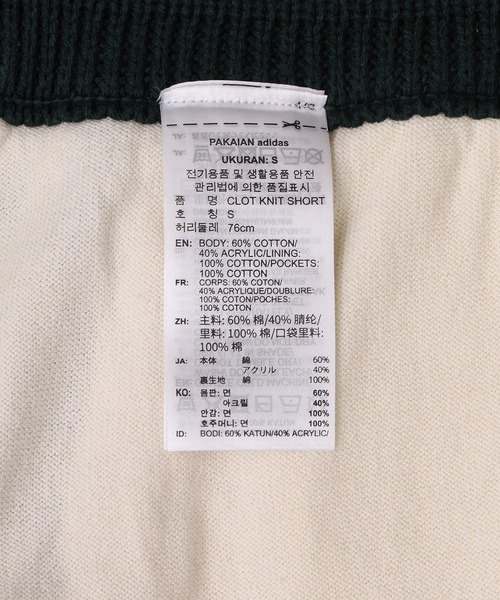 PAKAIAN adidas
UKURAN: S
전기용품 및 생활용품 안전
관리법에 의한 품질표시
품 명 CLOT KNIT SHORT
호 칭 S
허리둘레 76cm
EN: BODY: 60% COTTON/
40% ACRYLIC/LINING:
100% COTTON/POCKETS:
100% COTTON
FR: CORPS: 60% COTON/
40% ACRYLIQUE/DOUBLURE:
100% COTON/POCHES:
100% COTON
ZH: 主料: 60% 棉/40% 腈纶/
里料: 100% 棉/口袋里料:
100% 棉
JA: 本体 綿 60%
アクリル 40%
裏生地 綿 100%
KO: 몸판: 면 60%
아크릴 40%
안감: 면 100%
호주머니: 면 100%
ID: BODI: 60% KATUN/40% ACRYLIC/